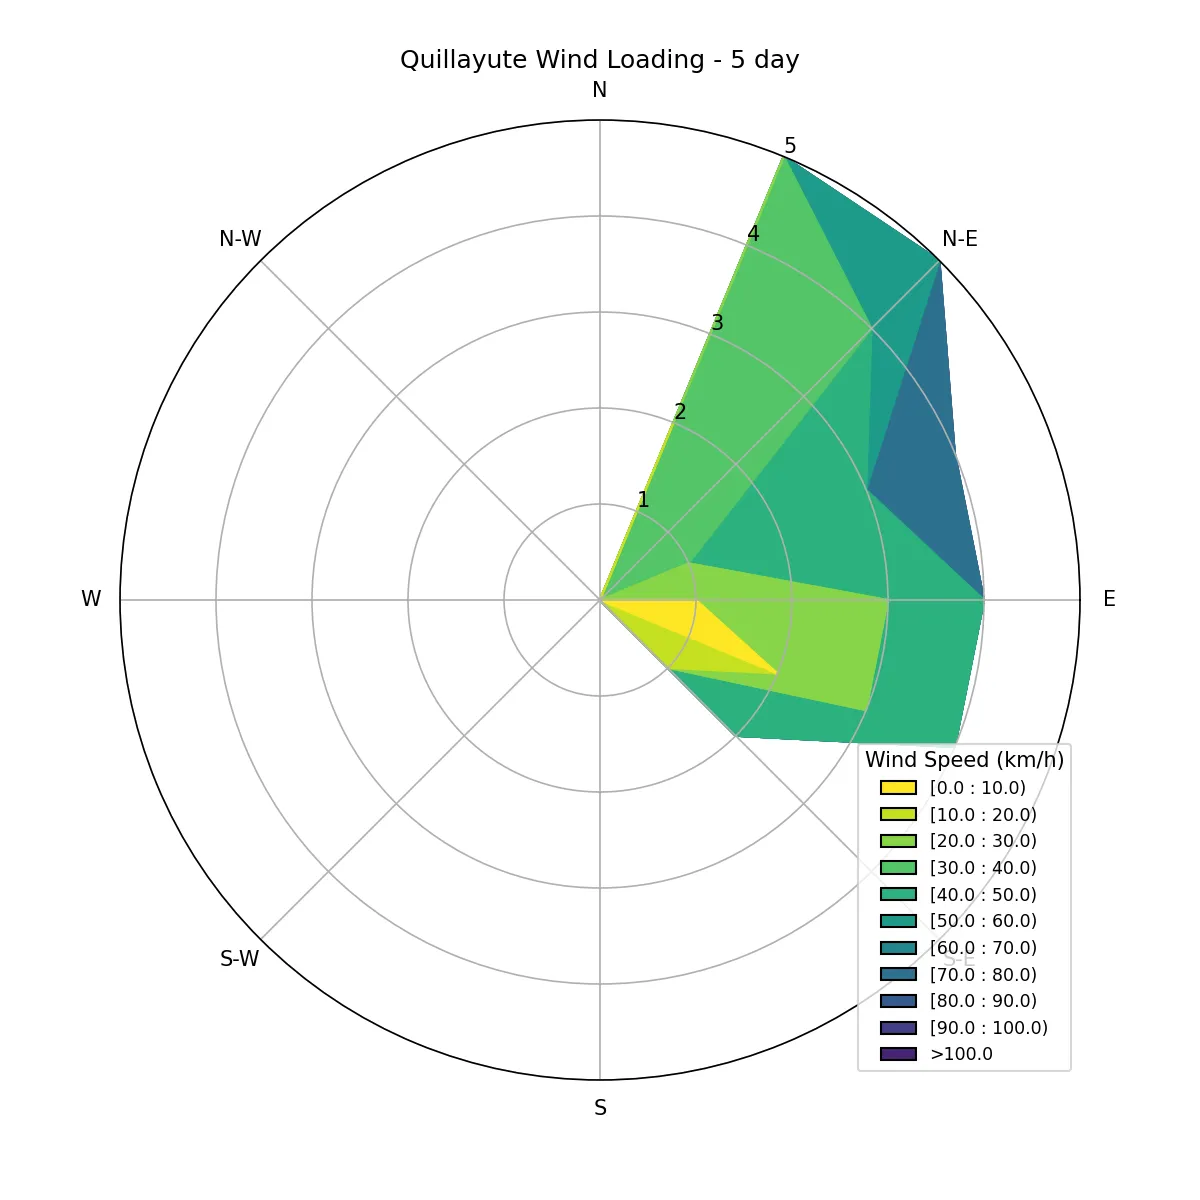 Quillayute Wind Loading - 5 day
N
5
N-W
4
N-E
3
2
1
W
E
Wind Speed (km/h)
[0.0 : 10.0)
[10.0 : 20.0)
[20.0 : 30.0)
[30.0 : 40.0)
[40.0 : 50.0)
[50.0 : 60.0)
[60.0 : 70.0)
[70.0 : 80.0)
[80.0 : 90.0)
[90.0 : 100.0)
>100.0
S-W
S-E
S